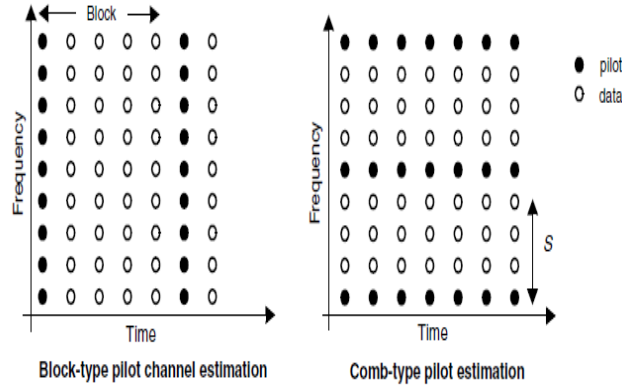 Block
Frequency
Time
Block-type pilot channel estimation
Frequency
S
Time
Comb-type pilot estimation
pilot
data